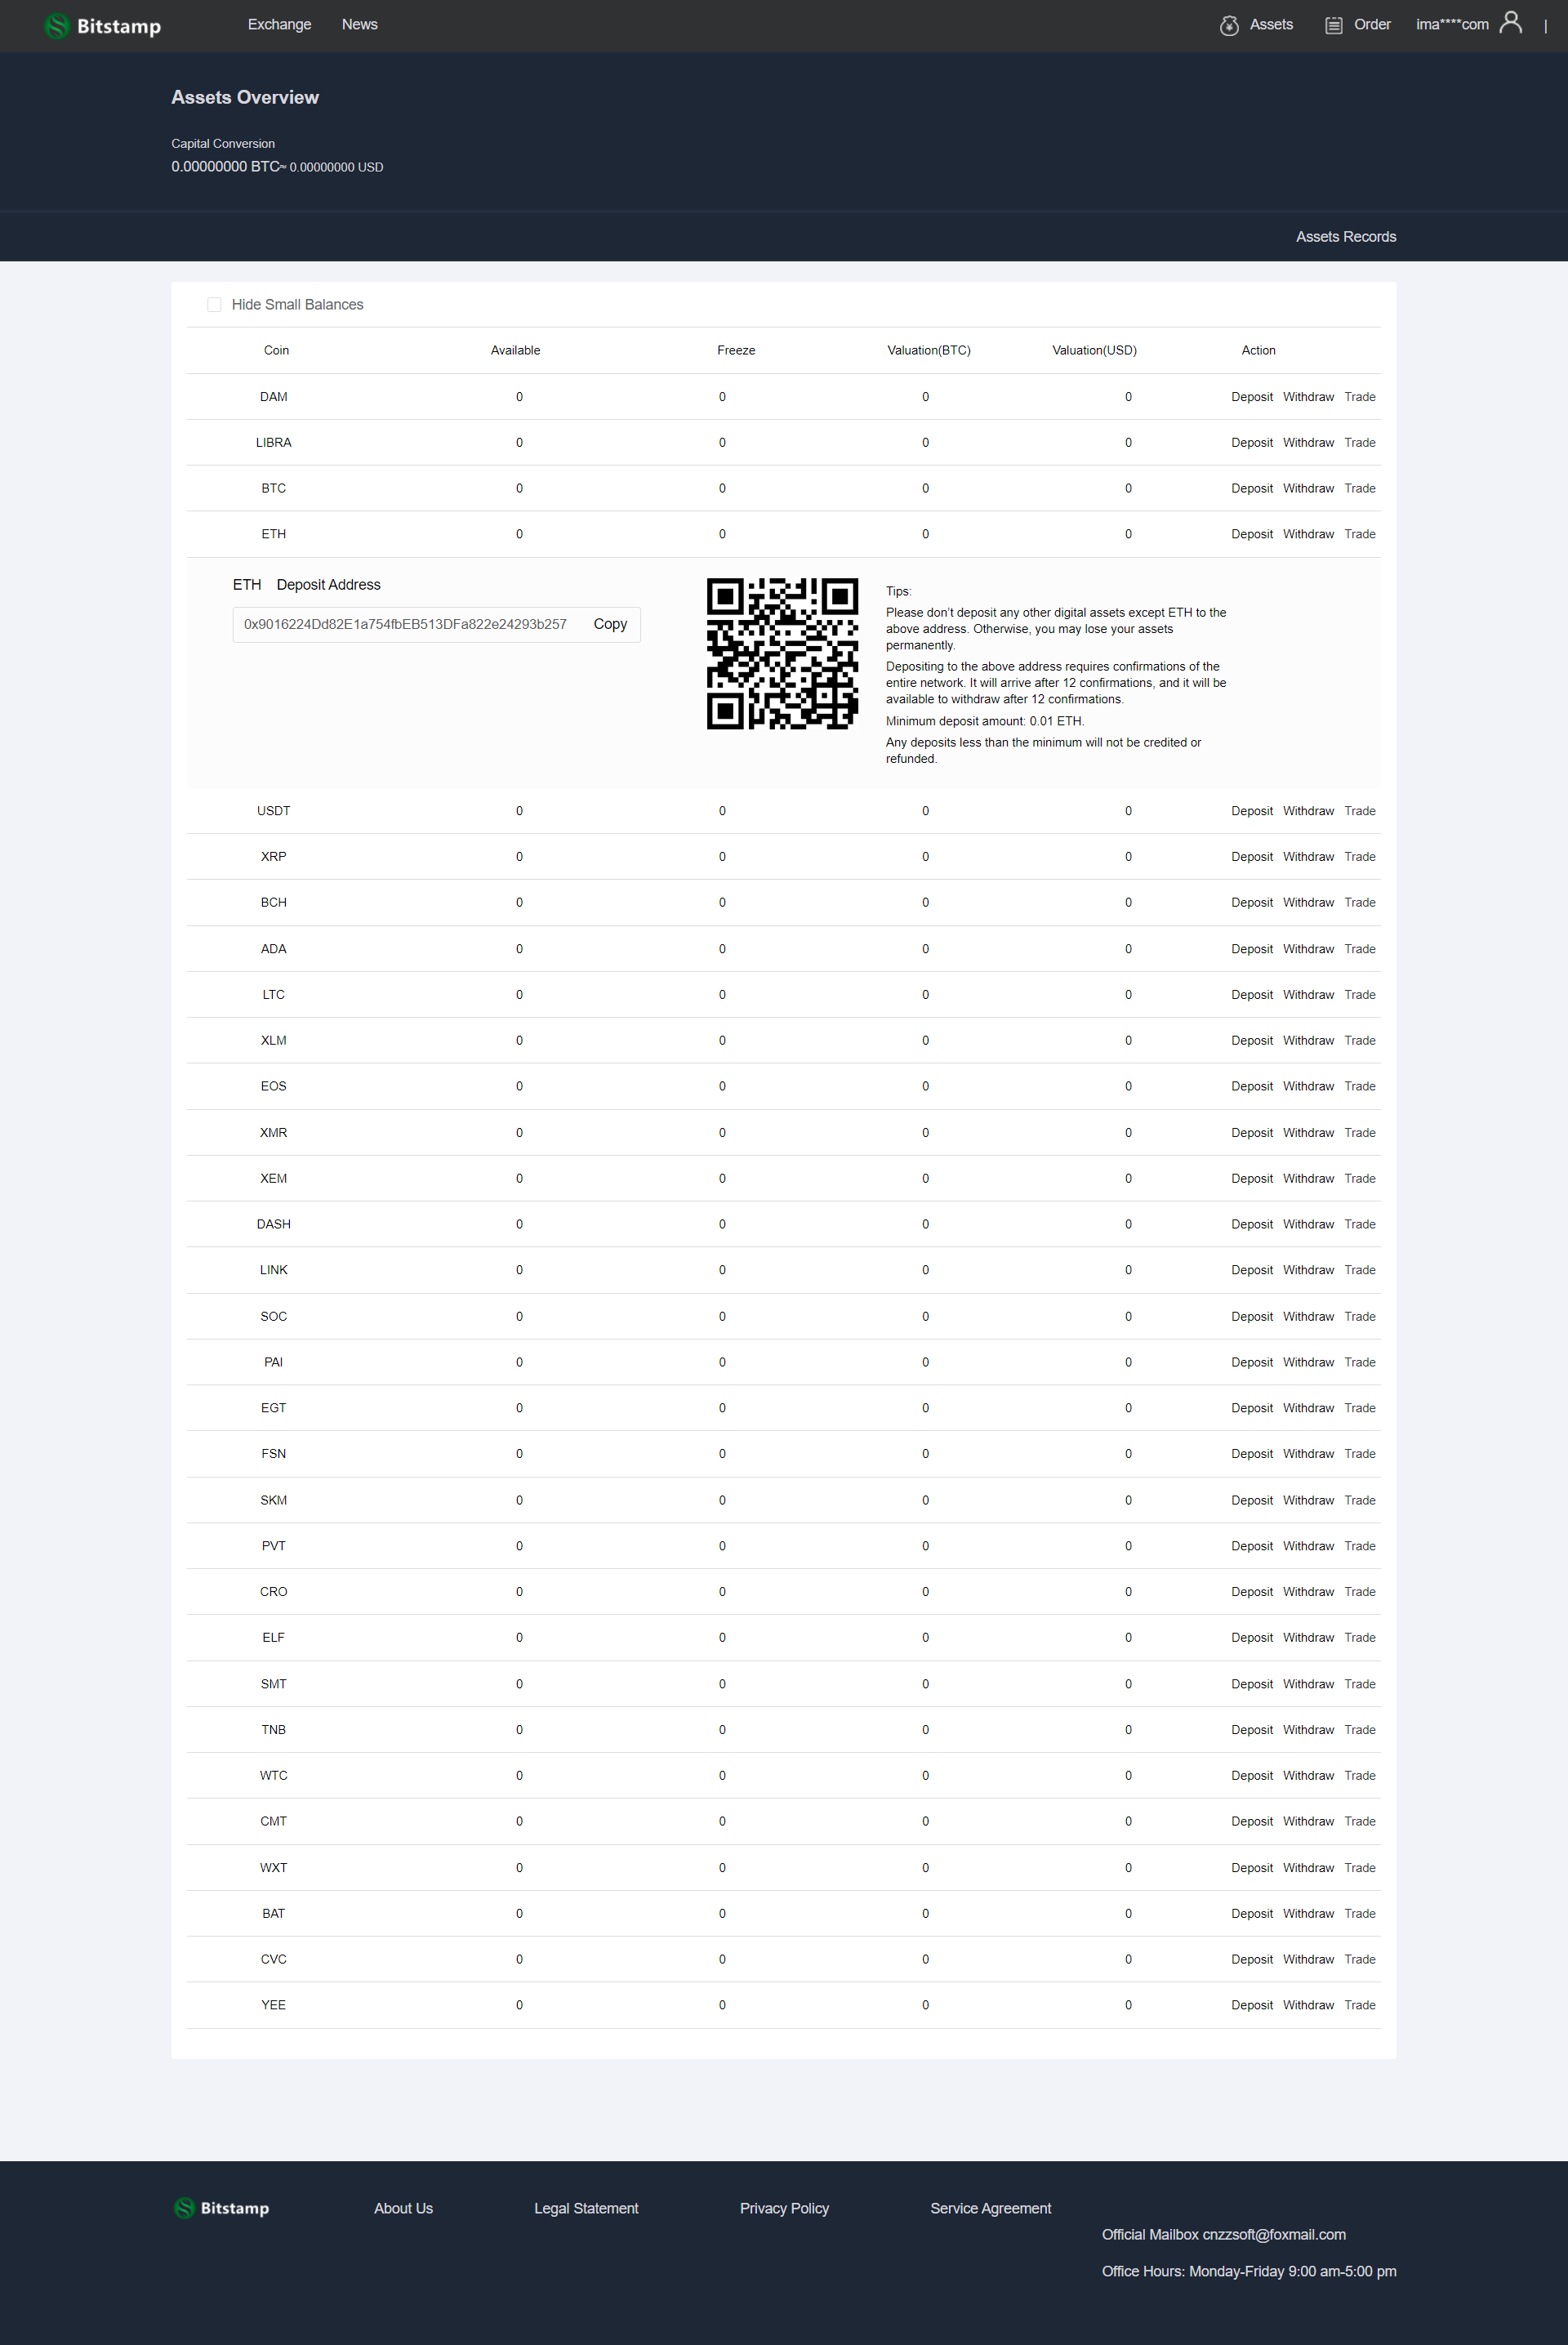 Bitstamp Exchange News Assets Order ima****com |
Assets Overview
Capital Conversion
0.00000000 BTC≈ 0.00000000 USD
Assets Records
Hide Small Balances
Coin Available Freeze Valuation(BTC) Valuation(USD) Action
DAM 0 0 0 0 Deposit Withdraw Trade
LIBRA 0 0 0 0 Deposit Withdraw Trade
BTC 0 0 0 0 Deposit Withdraw Trade
ETH 0 0 0 0 Deposit Withdraw Trade
ETH Deposit Address
0x9016224Dd82E1a754fbEB513DFa822e24293b257 Copy
Tips:
Please don't deposit any other digital assets except ETH to the
above address. Otherwise, you may lose your assets
permanently.
Depositing to the above address requires confirmations of the
entire network. It will arrive after 12 confirmations, and it will be
available to withdraw after 12 confirmations.
Minimum deposit amount: 0.01 ETH.
Any deposits less than the minimum will not be credited or
refunded.
USDT 0 0 0 0 Deposit Withdraw Trade
XRP 0 0 0 0 Deposit Withdraw Trade
BCH 0 0 0 0 Deposit Withdraw Trade
ADA 0 0 0 0 Deposit Withdraw Trade
LTC 0 0 0 0 Deposit Withdraw Trade
XLM 0 0 0 0 Deposit Withdraw Trade
EOS 0 0 0 0 Deposit Withdraw Trade
XMR 0 0 0 0 Deposit Withdraw Trade
XEM 0 0 0 0 Deposit Withdraw Trade
DASH 0 0 0 0 Deposit Withdraw Trade
LINK 0 0 0 0 Deposit Withdraw Trade
SOC 0 0 0 0 Deposit Withdraw Trade
PAI 0 0 0 0 Deposit Withdraw Trade
EGT 0 0 0 0 Deposit Withdraw Trade
FSN 0 0 0 0 Deposit Withdraw Trade
SKM 0 0 0 0 Deposit Withdraw Trade
PVT 0 0 0 0 Deposit Withdraw Trade
CRO 0 0 0 0 Deposit Withdraw Trade
ELF 0 0 0 0 Deposit Withdraw Trade
SMT 0 0 0 0 Deposit Withdraw Trade
TNB 0 0 0 0 Deposit Withdraw Trade
WTC 0 0 0 0 Deposit Withdraw Trade
CMT 0 0 0 0 Deposit Withdraw Trade
WXT 0 0 0 0 Deposit Withdraw Trade
BAT 0 0 0 0 Deposit Withdraw Trade
CVC 0 0 0 0 Deposit Withdraw Trade
YEE 0 0 0 0 Deposit Withdraw Trade
Bitstamp About Us Legal Statement Privacy Policy Service Agreement
Official Mailbox cnzzsoft@foxmail.com
Office Hours: Monday-Friday 9:00 am-5:00 pm